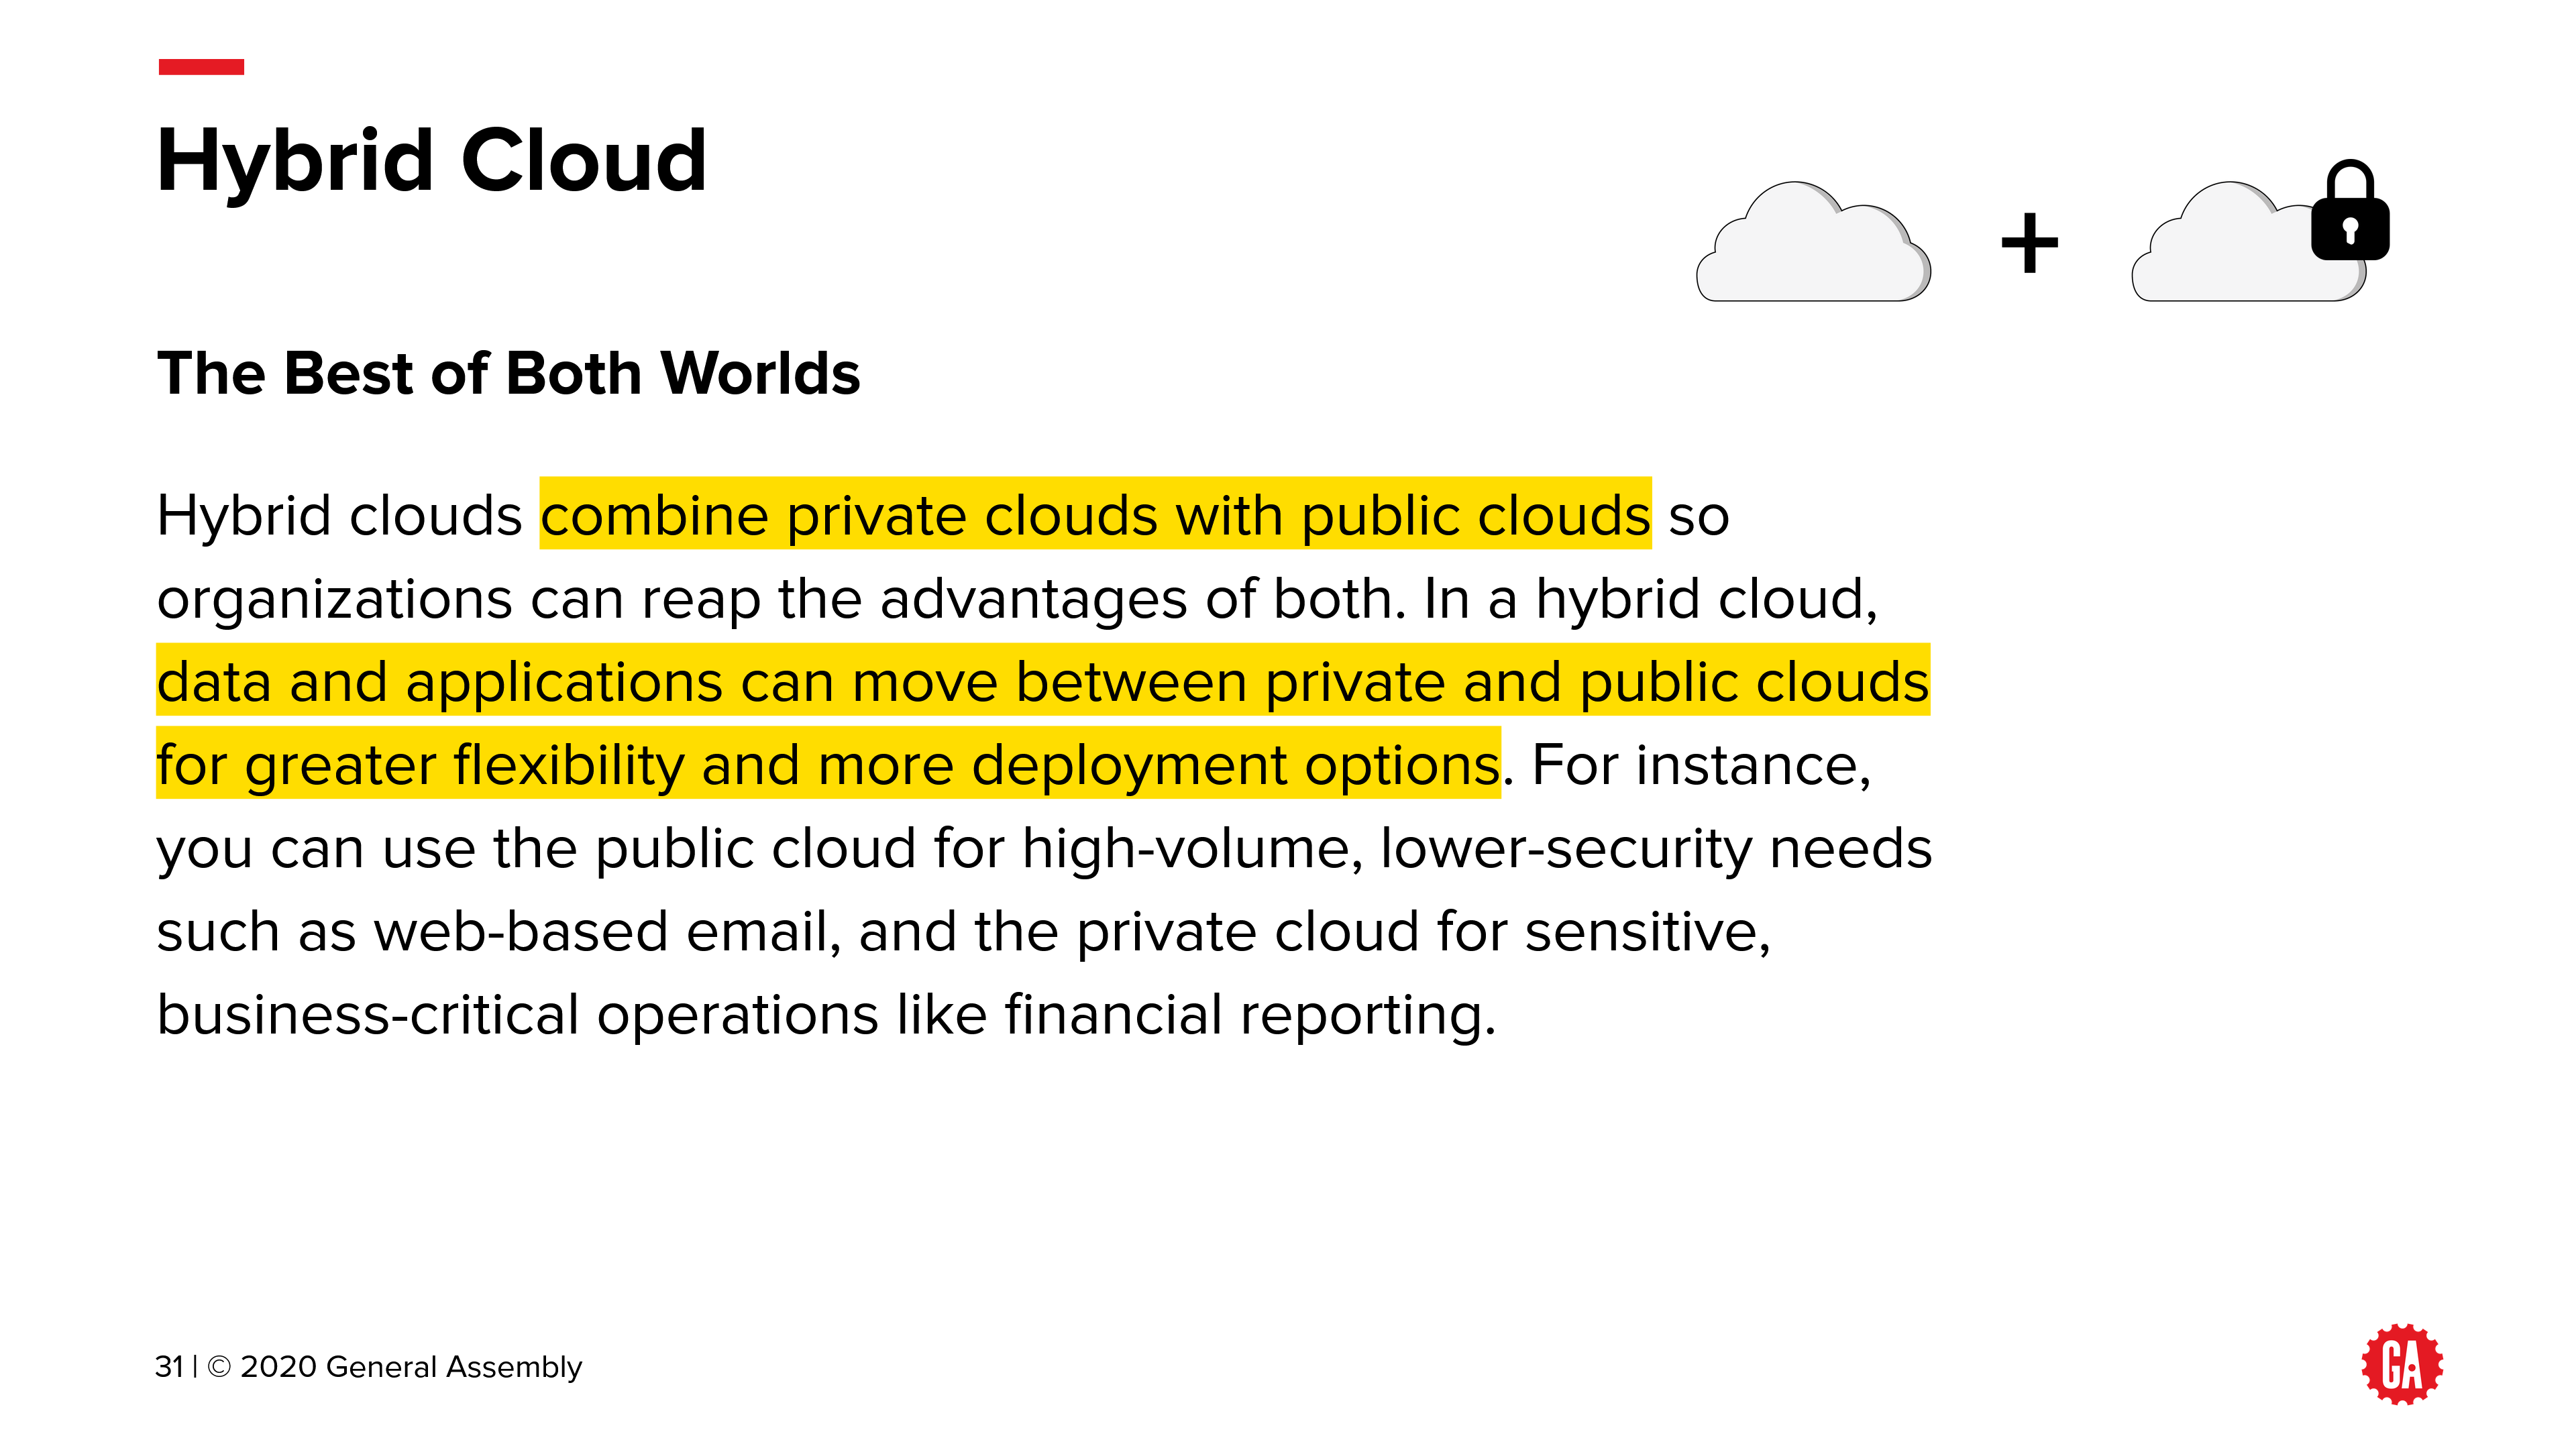 Hybrid Cloud
+
The Best of Both Worlds
Hybrid clouds combine private clouds with public clouds so
organizations can reap the advantages of both. In a hybrid cloud,
data and applications can move between private and public clouds
for greater flexibility and more deployment options. For instance,
you can use the public cloud for high-volume, lower-security needs
such as web-based email, and the private cloud for sensitive,
business-critical operations like financial reporting.
31 | © 2020 General Assembly
GA